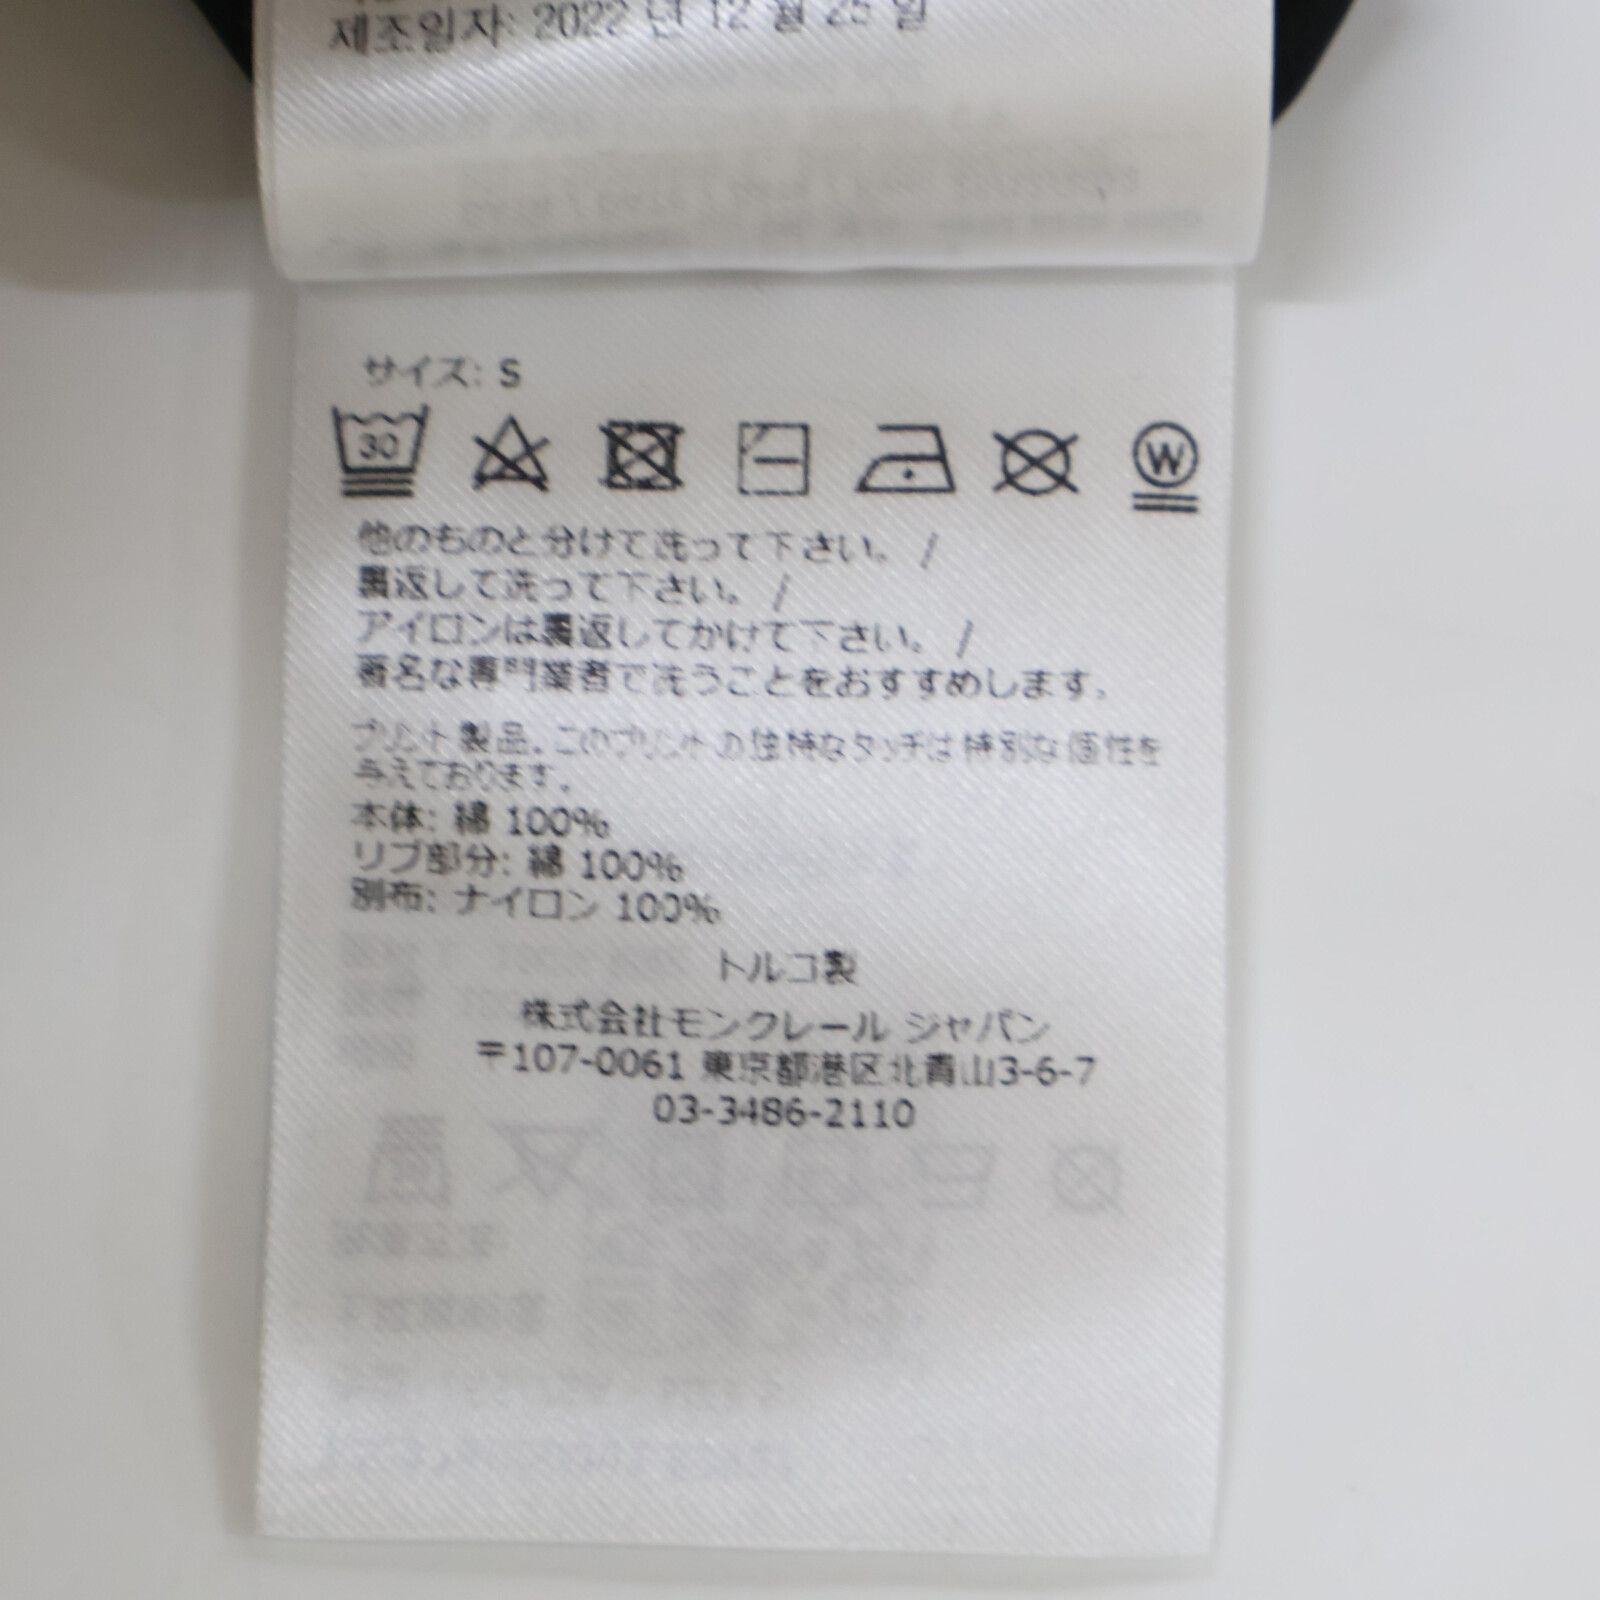 제조일자: 2022 년 12 월 25 일
サイズ: S
30
W
他のものと分けて洗って下さい。 /
裏返して洗って下さい。 /
アイロンは裏返してかけて下さい。 /
著名な専門業者で洗うことをおすすめします。
プリント製品。このプリントの独特なタッチは特別な個性を
与えております。
本体: 綿 100%
リブ部分: 綿 100%
別布: ナイロン 100%
トルコ製
株式会社モンクレール ジャパン
〒107-0061 東京都港区北青山3-6-7
03-3486-2110